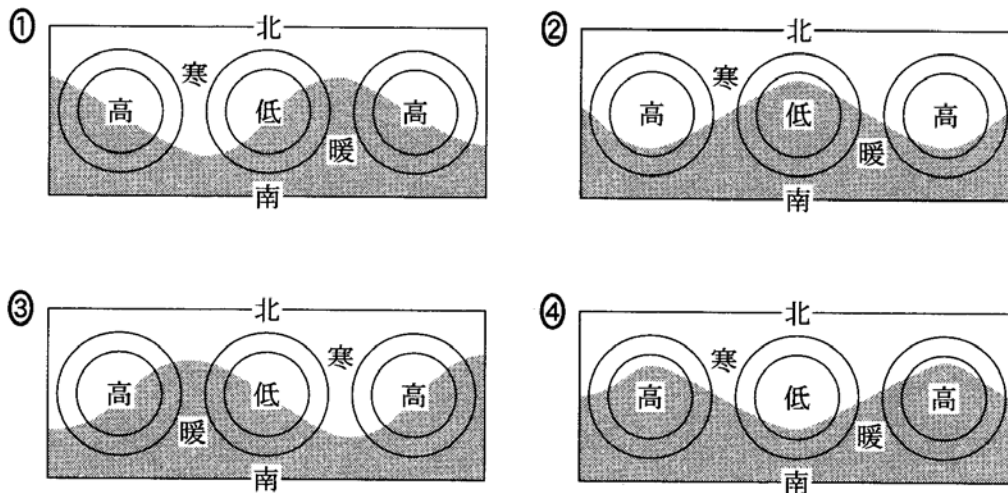 ① 北 寒 高 低 高 暖 南
② 北 寒 高 低 高 暖 南
③ 北 寒 高 低 高 暖 南
④ 北 寒 高 低 高 暖 南